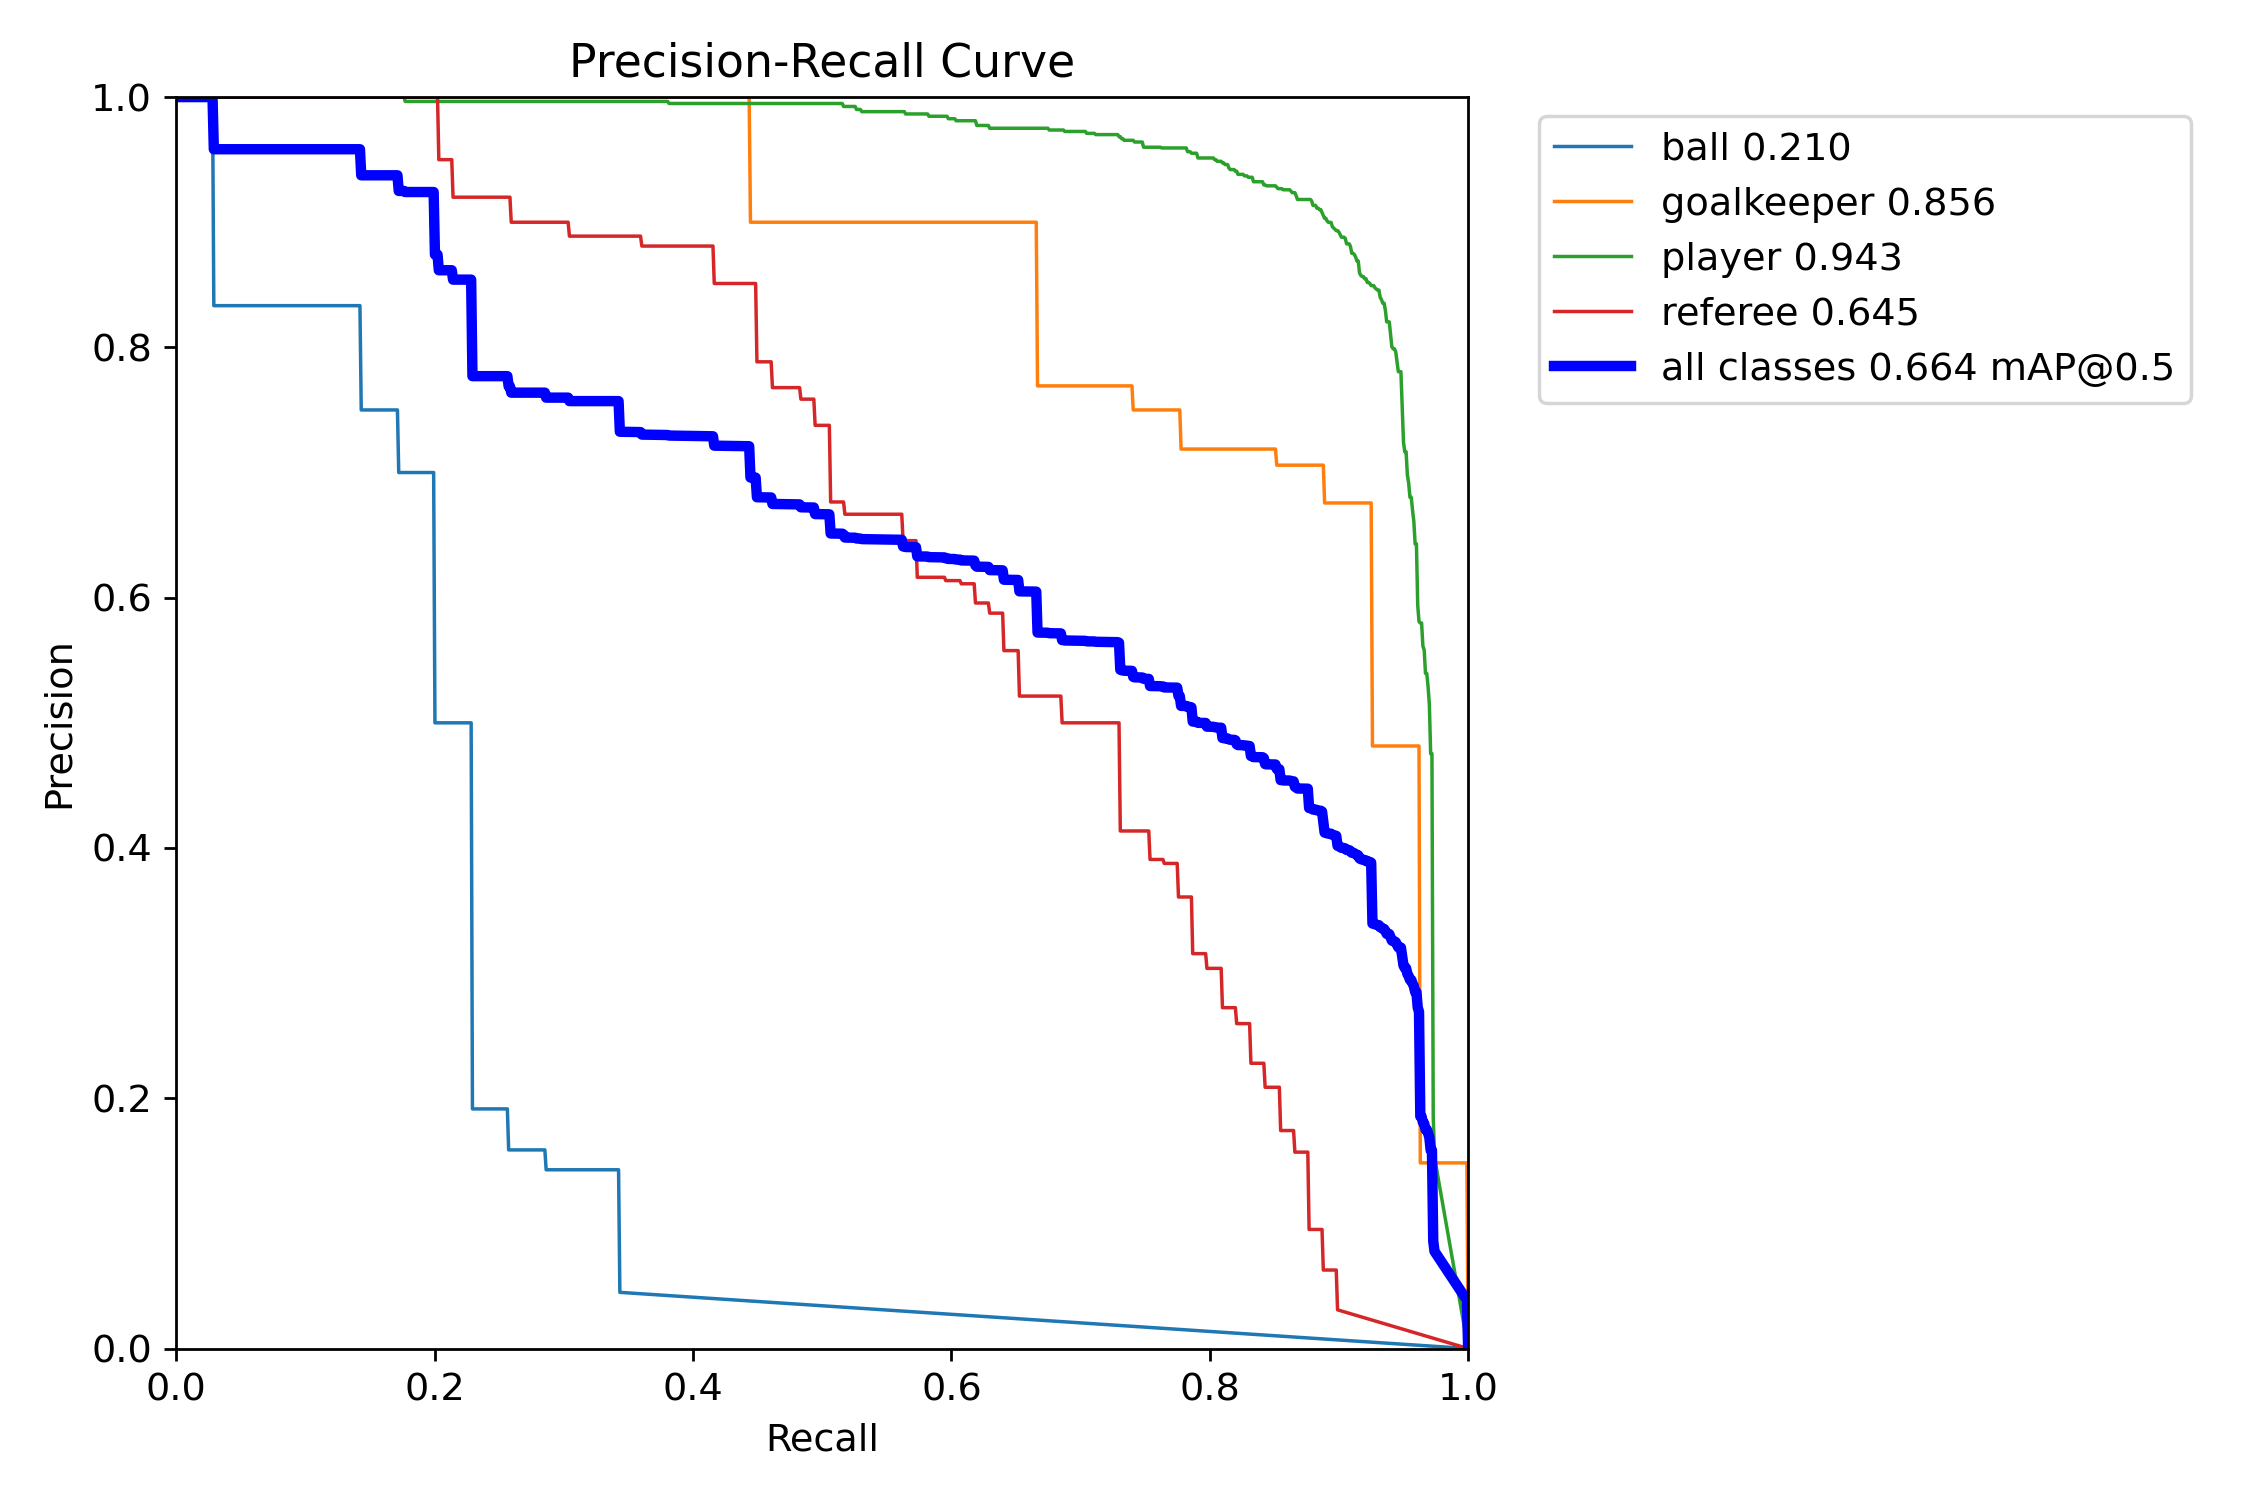 Precision-Recall Curve
1.0
0.8
0.6
0.4
0.2
0.0
Precision
0.0 0.2 0.4 0.6 0.8 1.0
Recall
ball 0.210
goalkeeper 0.856
player 0.943
referee 0.645
all classes 0.664 mAP@0.5